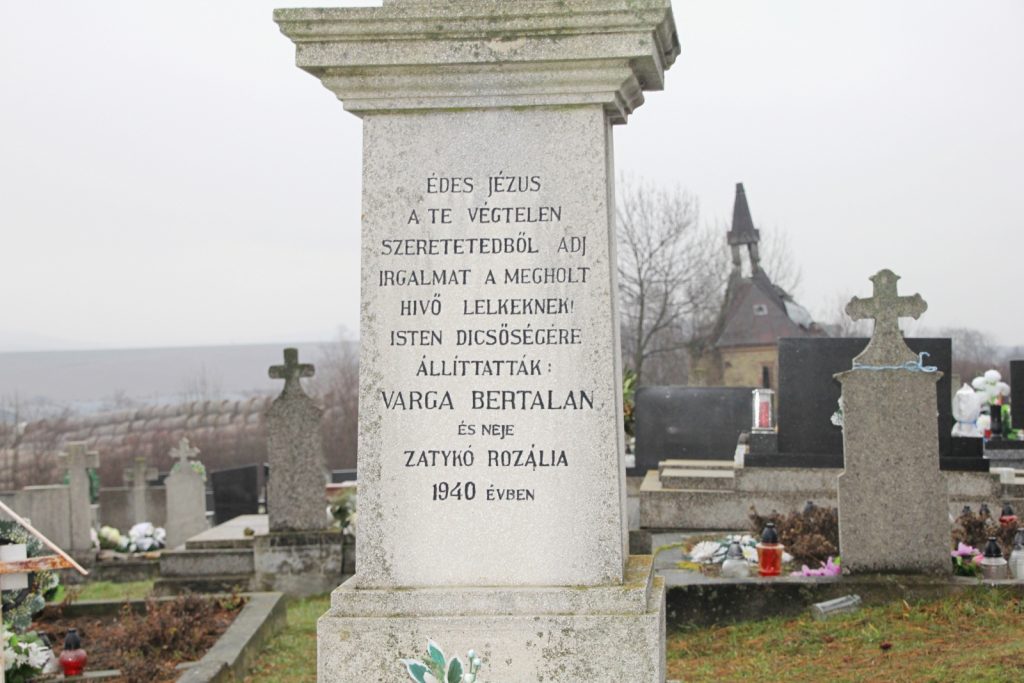 ÉDES JÉZUS
A TE VÉGTELEN
SZERETETEDBŐL ADJ
IRGALMAT A MEGHOLT
HIVŐ LELKEKNEK!
ISTEN DICSŐSÉGÉRE
ÁLLÍTTATTÁK:
VARGA BERTALAN
ÉS NEJE
ZATYKÓ ROZÁLIA
1940 ÉVBEN